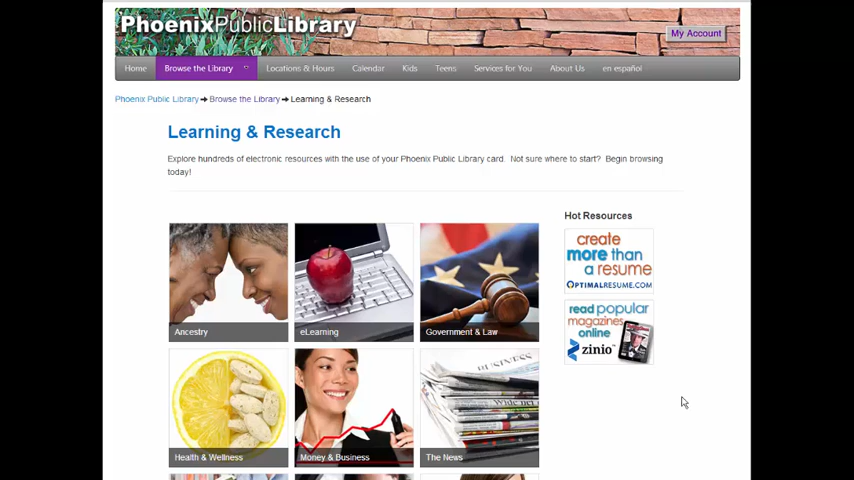 PhoenixPublicLibrary
My Account
Home Browse the Library Locations & Hours Calendar Kids Teens Services for You About Us en español
Phoenix Public Library Browse the Library Learning & Research
Learning & Research
Explore hundreds of electronic resources with the use of your Phoenix Public Library card. Not sure where to start? Begin browsing
today!
Hot Resources
create
more than
a resume
OPTIMALRESUME.COM
read popular
magazines
online
zinio
Ancestry
eLearning
Government & Law
BUSINESS
Health & Wellness
Money & Business
The News